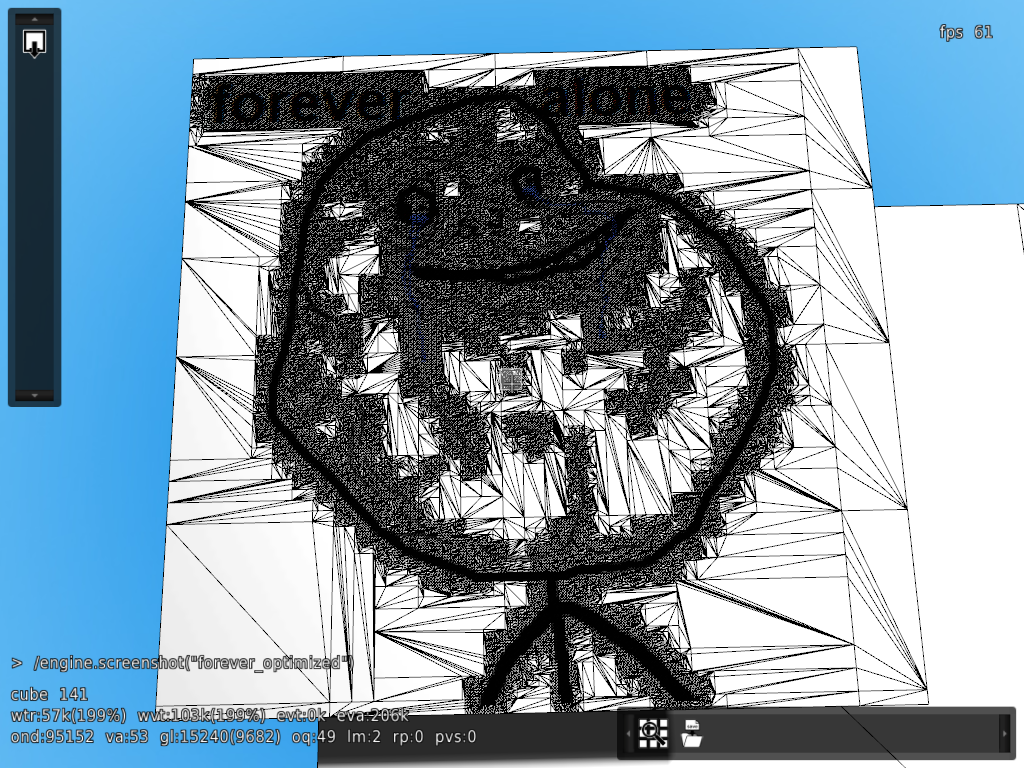 fps 61
forever alone
> /engine.screenshot("forever_optimized")
cube 141
wtr:57k(199%) wvt:103k(199%) evt:0k eva:206k
ond:95152 va:53 gl:15240(9682) oq:49 lm:2 rp:0 pvs:0